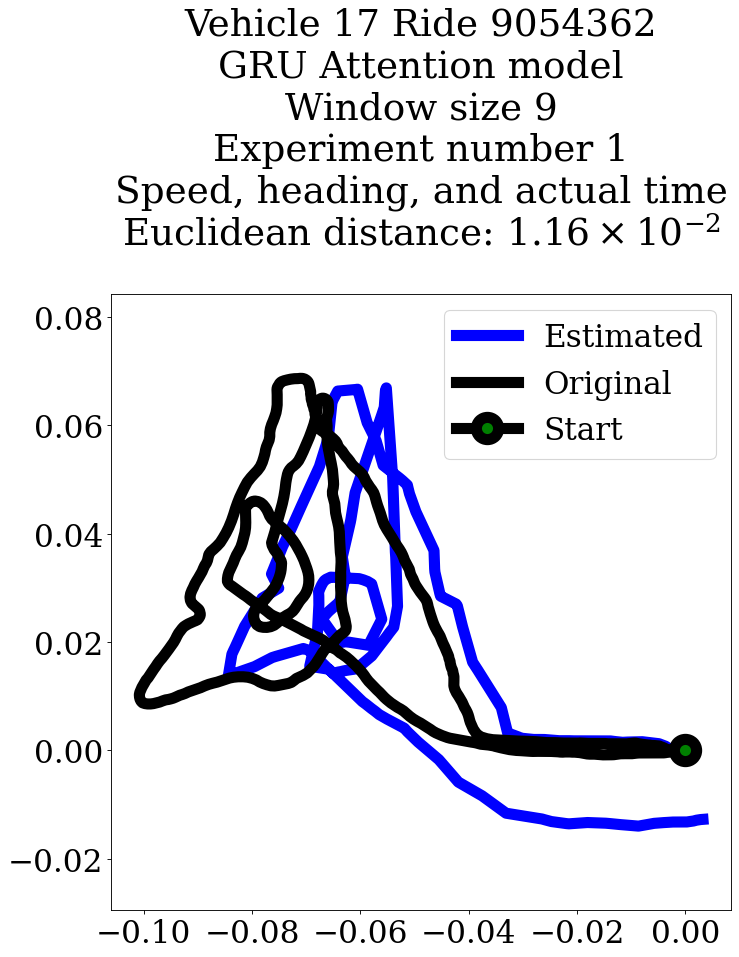 Vehicle 17 Ride 9054362
GRU Attention model
Window size 9
Experiment number 1
Speed, heading, and actual time
Euclidean distance: 1.16 × 10⁻²
Estimated
Original
Start
0.08
0.06
0.04
0.02
0.00
−0.02
−0.10 −0.08 −0.06 −0.04 −0.02 0.00